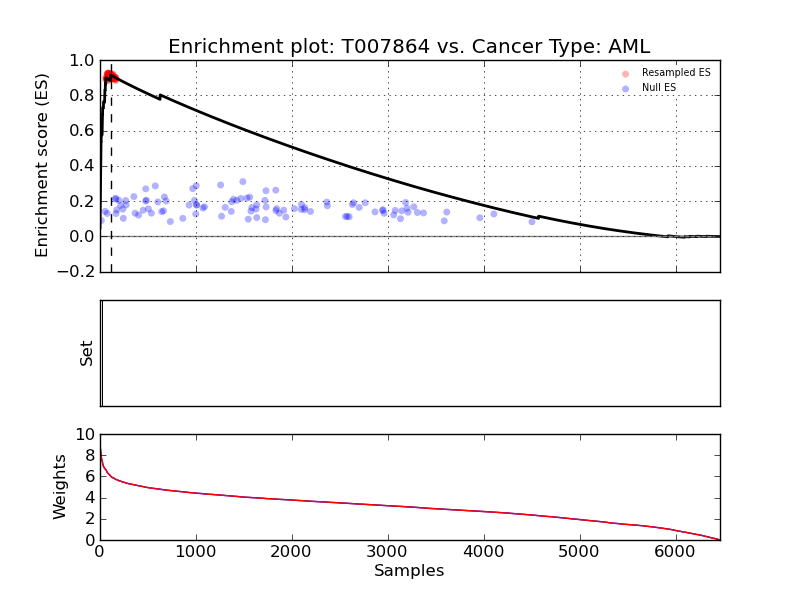 Enrichment plot: T007864 vs. Cancer Type: AML
Enrichment score (ES)
1.0
0.8
0.6
0.4
0.2
0.0
−0.2
Resampled ES
Null ES
Set
Weights
10
8
6
4
2
0
0 1000 2000 3000 4000 5000 6000
Samples